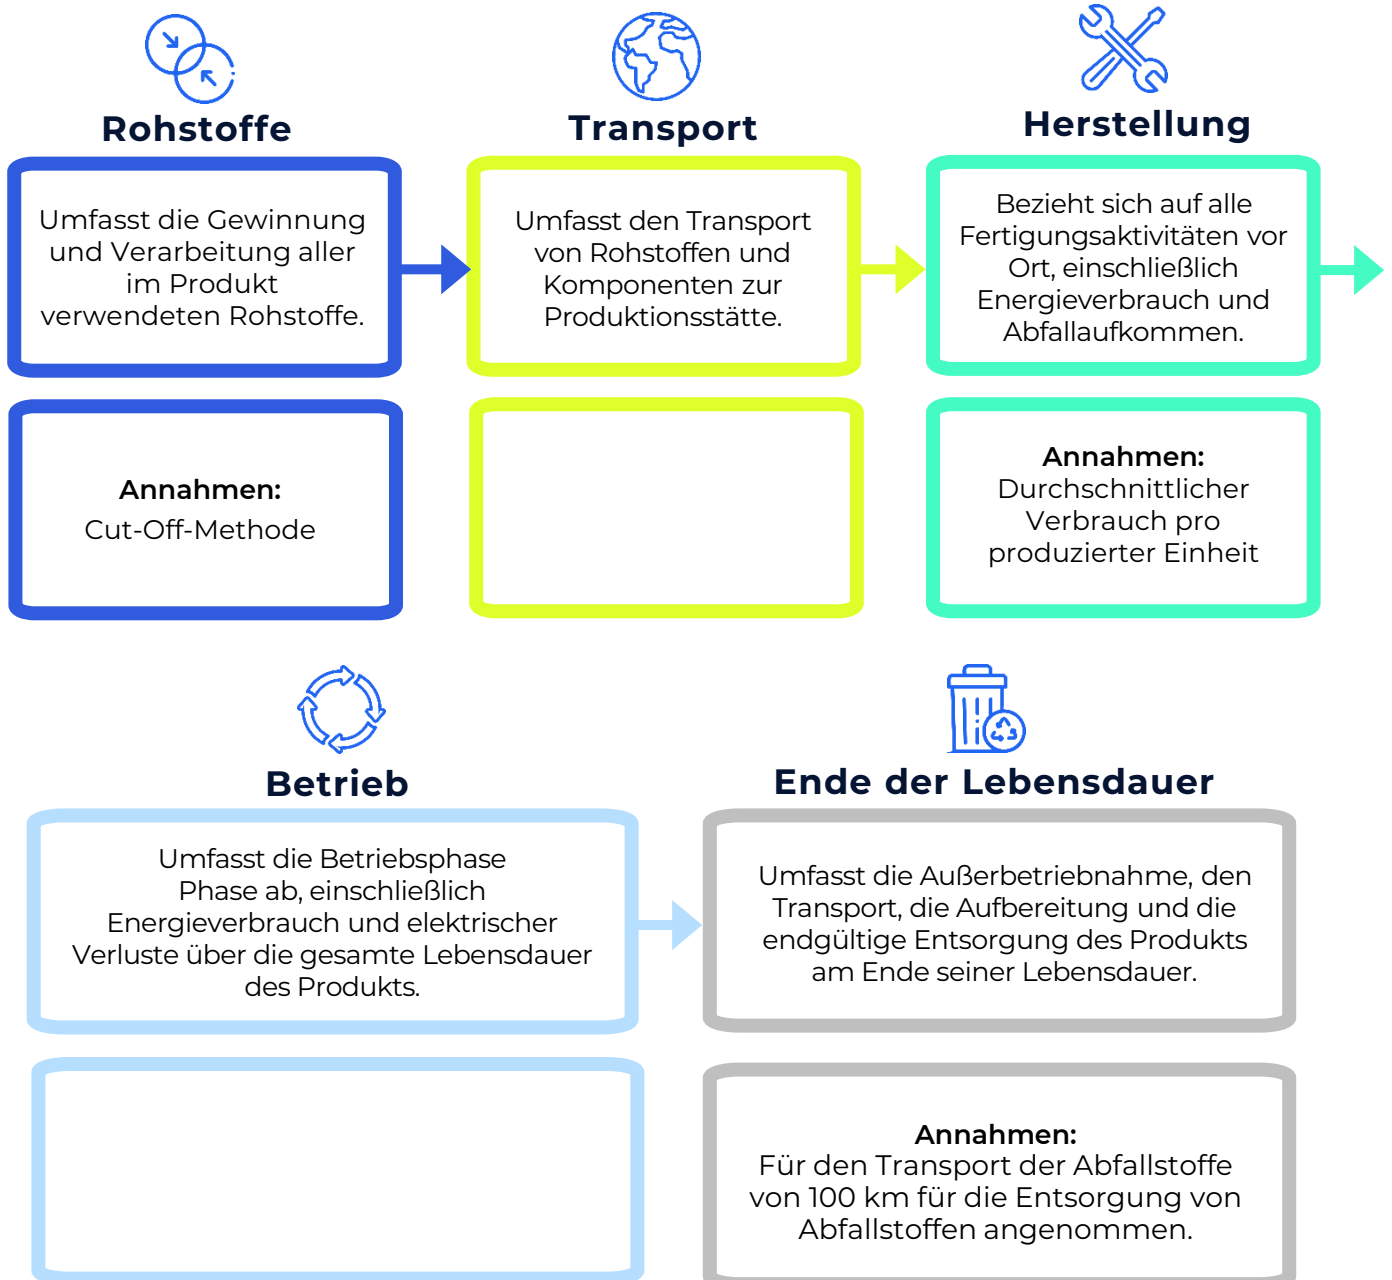 Rohstoffe
Umfasst die Gewinnung
und Verarbeitung aller
im Produkt
verwendeten Rohstoffe.
Annahmen:
Cut-Off-Methode
Transport
Umfasst den Transport
von Rohstoffen und
Komponenten zur
Produktionsstätte.
Herstellung
Bezieht sich auf alle
Fertigungsaktivitäten vor
Ort, einschließlich
Energieverbrauch und
Abfallaufkommen.
Annahmen:
Durchschnittlicher
Verbrauch pro
produzierter Einheit
Betrieb
Umfasst die Betriebsphase
Phase ab, einschließlich
Energieverbrauch und elektrischer
Verluste über die gesamte Lebensdauer
des Produkts.
Ende der Lebensdauer
Umfasst die Außerbetriebnahme, den
Transport, die Aufbereitung und die
endgültige Entsorgung des Produkts
am Ende seiner Lebensdauer.
Annahmen:
Für den Transport der Abfallstoffe
von 100 km für die Entsorgung von
Abfallstoffen angenommen.